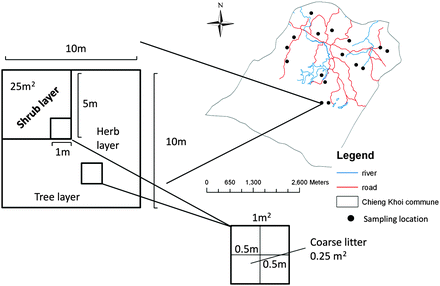 N
10m
25m²
Shrub layer
5m
Herb
layer
1m
10m
Tree layer
Legend
river
road
Chieng Khoi commune
Sampling location
0 650 1,300 2,600 Meters
1m²
0.5m
0.5m
Coarse litter
0.25 m²